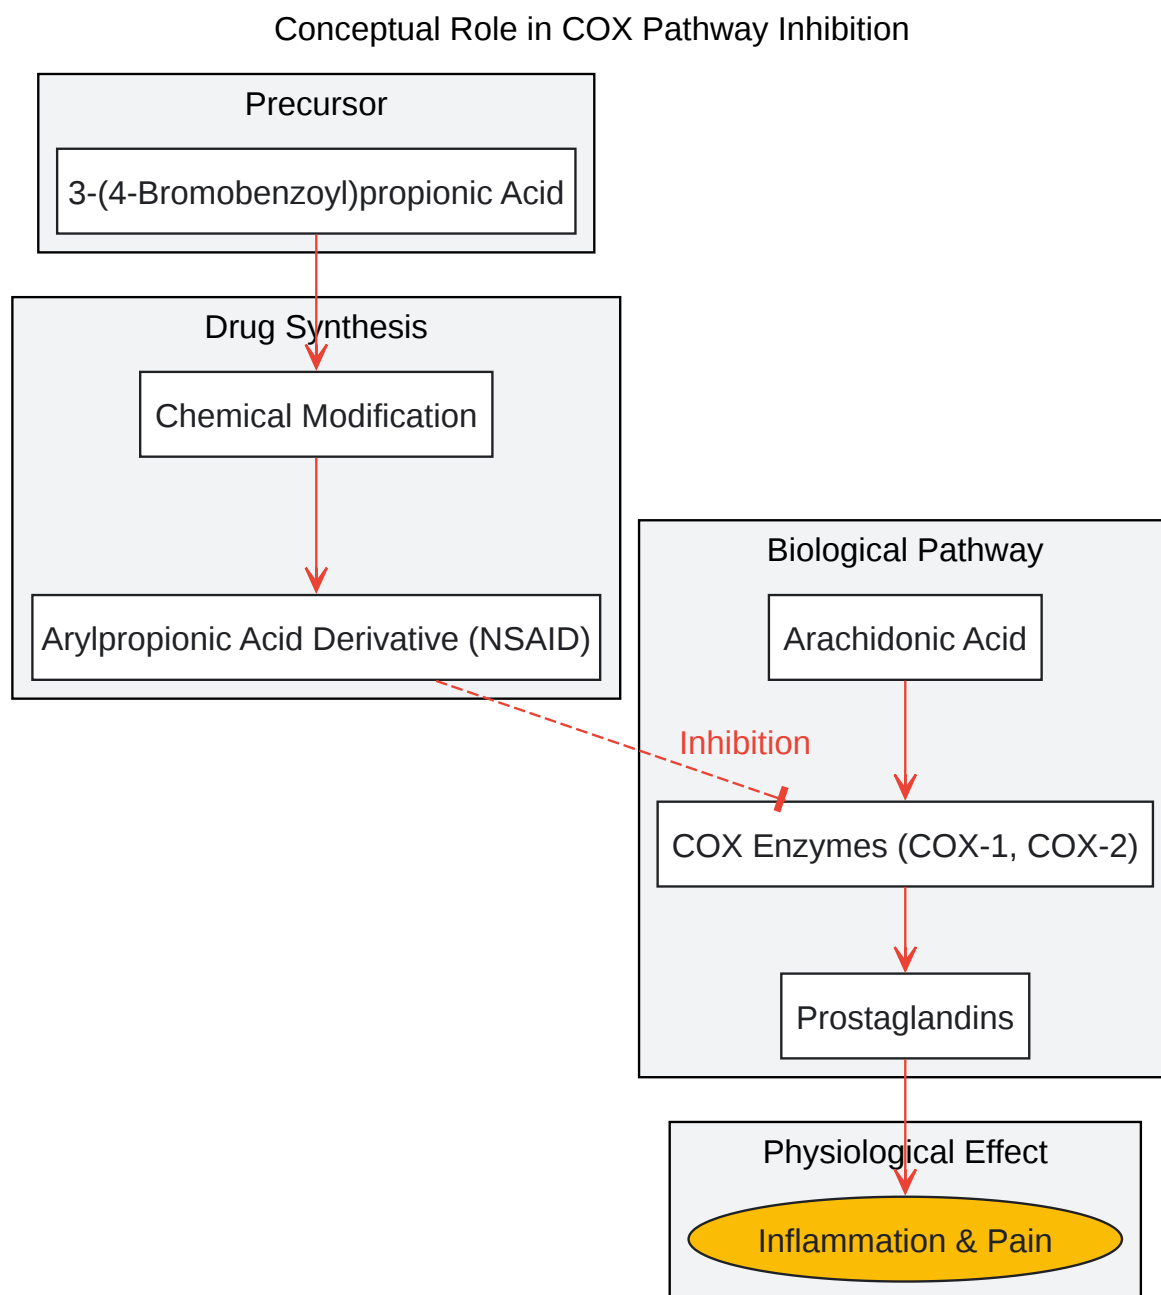 Conceptual Role in COX Pathway Inhibition
Precursor
3-(4-Bromobenzoyl)propionic Acid
Drug Synthesis
Chemical Modification
Arylpropionic Acid Derivative (NSAID)
Biological Pathway
Arachidonic Acid
Inhibition
COX Enzymes (COX-1, COX-2)
Prostaglandins
Physiological Effect
Inflammation & Pain